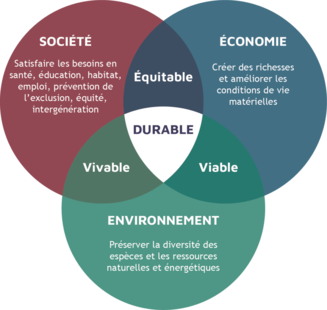 SOCIÉTÉ
Satisfaire les besoins en
santé, éducation, habitat,
emploi, prévention de
l'exclusion, équité,
intergénération
ÉCONOMIE
Créer des richesses
et améliorer les
conditions de vie
matérielles
Équitable
DURABLE
Vivable
Viable
ENVIRONNEMENT
Préserver la diversité des
espèces et les ressources
naturelles et énergétiques